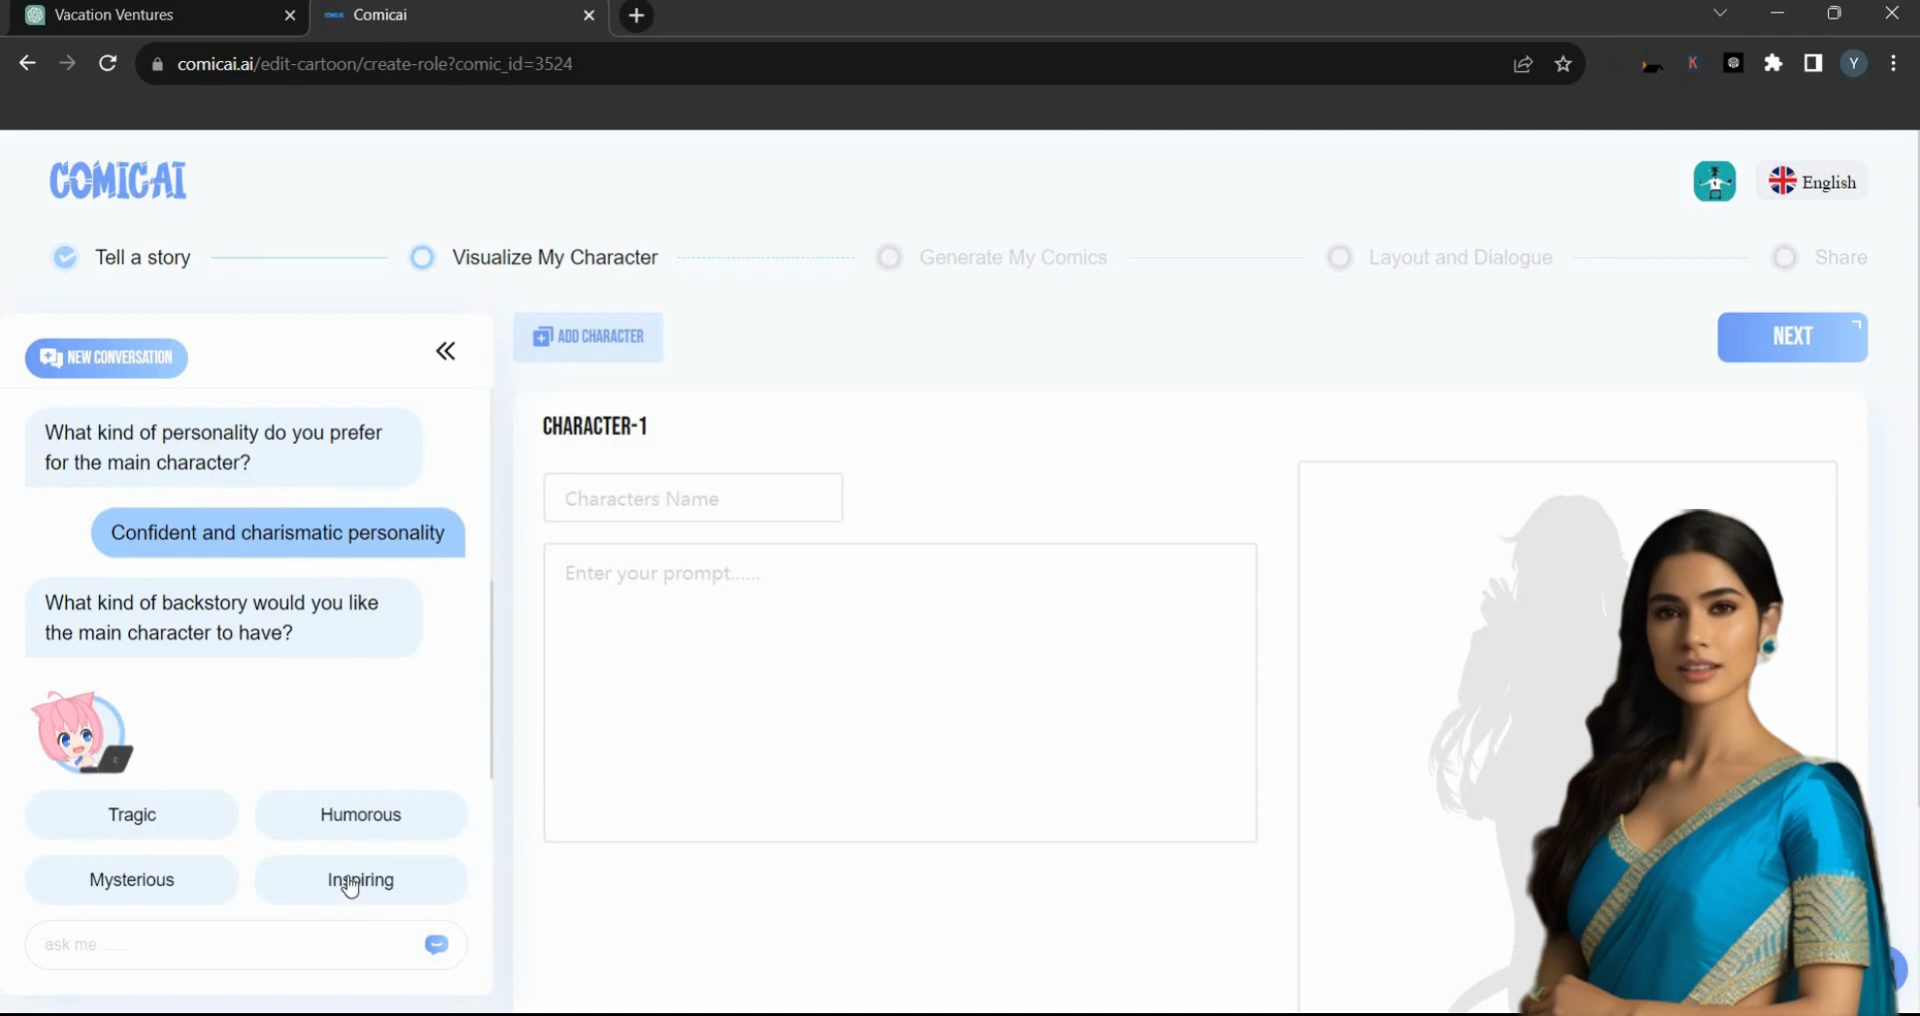 Vacation Ventures
Comicai
comicai.ai/edit-cartoon/create-role?comic_id=3524
K
Y
COMICAI
English
Tell a story
Visualize My Character
Generate My Comics
Layout and Dialogue
Share
NEW CONVERSATION
ADD CHARACTER
NEXT
What kind of personality do you prefer
for the main character?
Confident and charismatic personality
What kind of backstory would you like
the main character to have?
Tragic
Humorous
Mysterious
Inspiring
ask me ......
CHARACTER-1
Characters Name
Enter your prompt......